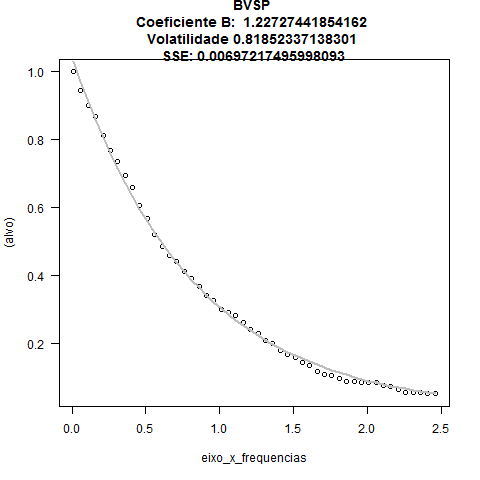 BVSP
Coeficiente B:  1.22727441854162
Volatilidade 0.81852337138301
SSE: 0.00697217495998093
1.0
0.8
0.6
0.4
0.2
(alvo)
0.0
0.5
1.0
1.5
2.0
2.5
eixo_x_frequencias